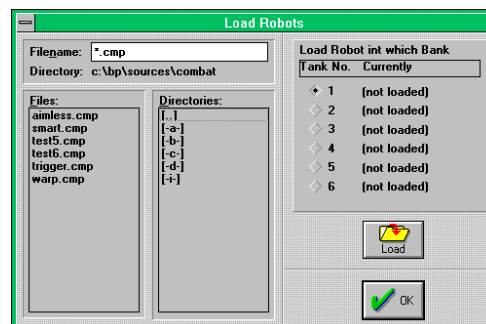 Load Robots
Filename: *.cmp
Directory: c:\bp\sources\combat
Files:
aimless.cmp
smart.cmp
test5.cmp
test6.cmp
trigger.cmp
warp.cmp
Directories:
[..]
[-a-]
[-b-]
[-c-]
[-d-]
[-i-]
Load Robot int which Bank
Tank No. Currently
1 (not loaded)
2 (not loaded)
3 (not loaded)
4 (not loaded)
5 (not loaded)
6 (not loaded)
Load
OK